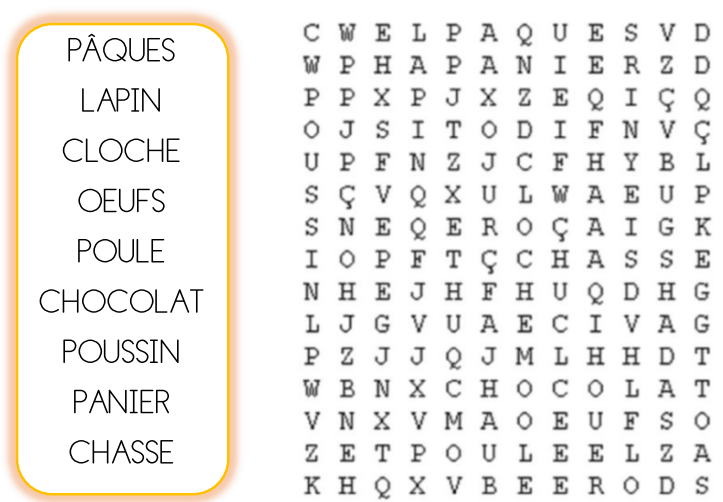 PÂQUES
LAPIN
CLOCHE
OEUFS
POULE
CHOCOLAT
POUSSIN
PANIER
CHASSE
C W E L P A Q U E S V D
W P H A P A N I E R Z D
P P X P J X Z E Q I Ç Q
O J S I T O D I F N V Ç
U P F N Z J C F H Y B L
S Ç V Q X U L W A E U P
S N E Q E R O Ç A I G K
I O P F T Ç C H A S S E
N H E J H F H U Q D H G
L J G V U A E C I V A G
P Z J J Q J M L H H D T
W B N X C H O C O L A T
V N X V M A O E U F S O
Z E T P O U L E E L Z A
K H Q X V B E E R O D S